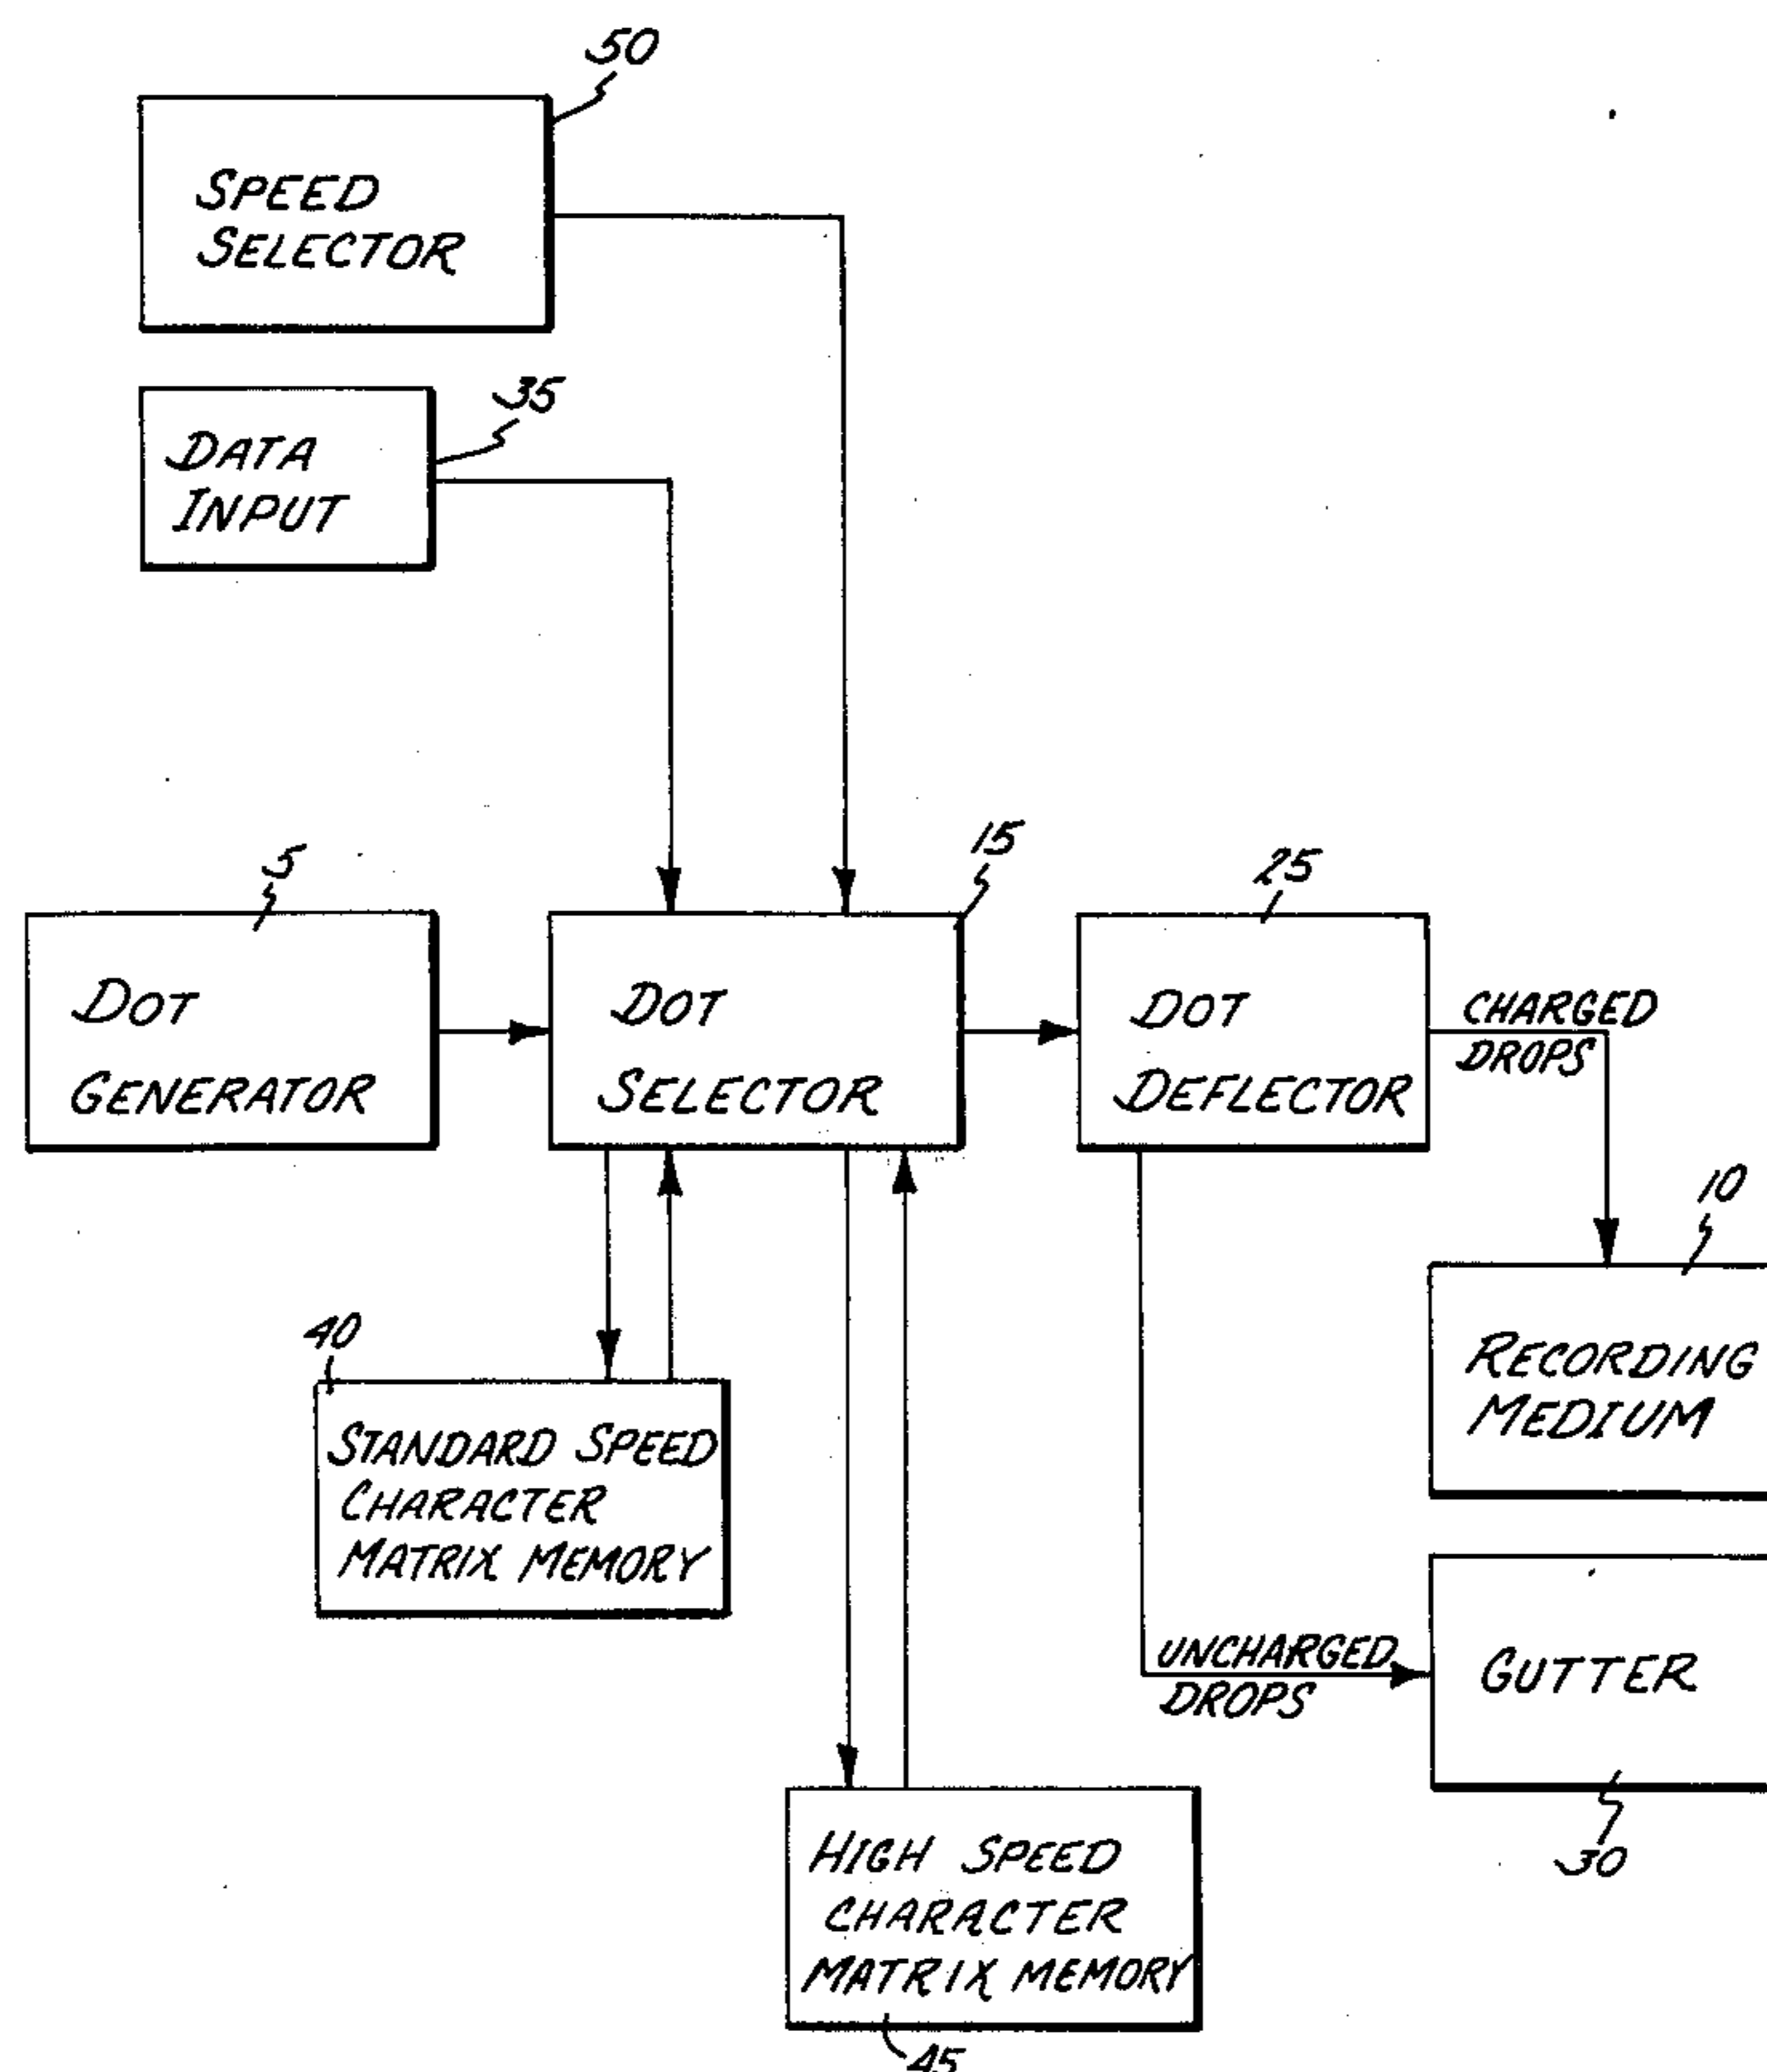 50
SPEED
SELECTOR
35
DATA
INPUT
5
15
25
DOT
GENERATOR
DOT
SELECTOR
DOT
DEFLECTOR
CHARGED
DROPS
10
RECORDING
MEDIUM
40
STANDARD SPEED
CHARACTER
MATRIX MEMORY
UNCHARGED
DROPS
GUTTER
30
HIGH SPEED
CHARACTER
MATRIX MEMORY
45